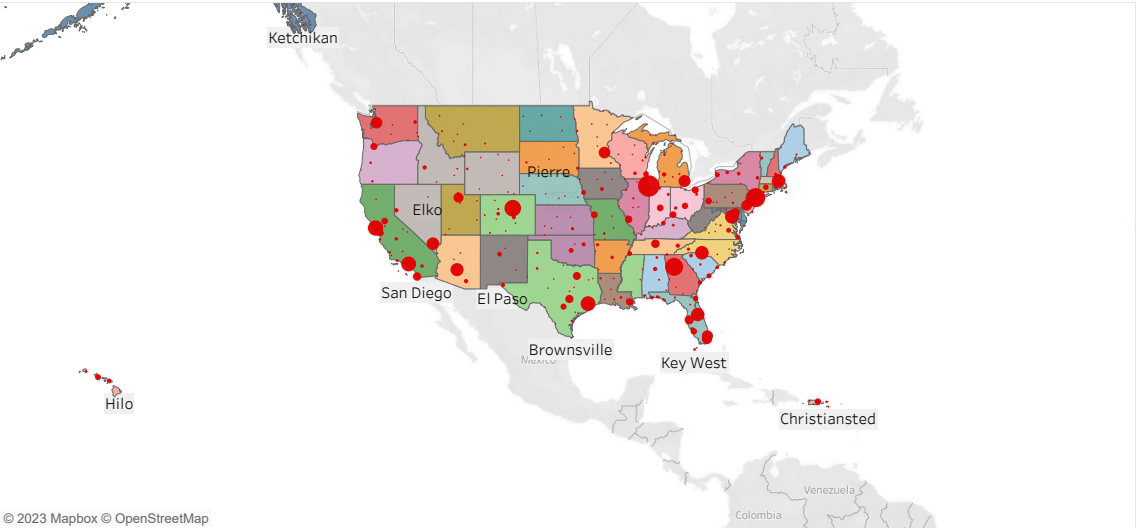 Ketchikan
Pierre
Elko
San Diego
El Paso
Brownsville
Mexico
Key West
Hilo
Christiansted
Venezuela
Colombia
© 2023 Mapbox © OpenStreetMap